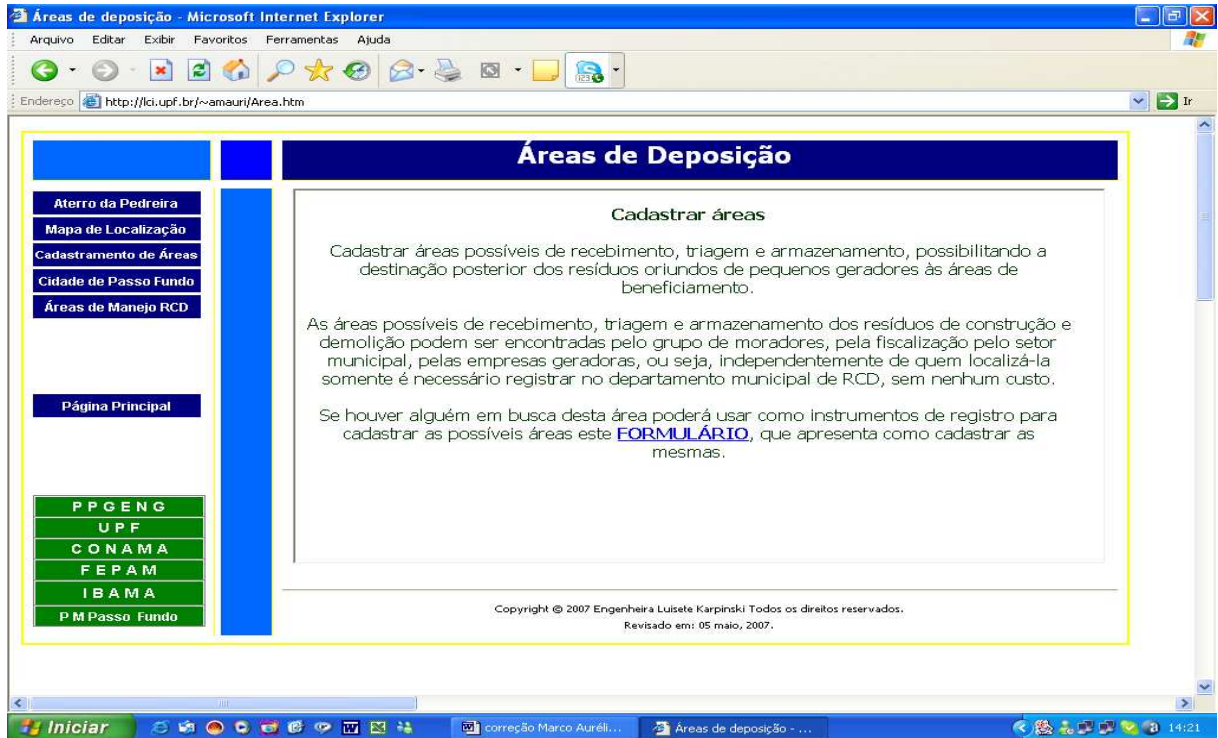 Áreas de deposição - Microsoft Internet Explorer
Arquivo Editar Exibir Favoritos Ferramentas Ajuda
Endereço http://lci.upf.br/~amauri/Area.htm Ir
Áreas de Deposição
Aterro da Pedreira
Mapa de Localização
Cadastramento de Áreas
Cidade de Passo Fundo
Áreas de Manejo RCD
Página Principal
P P G E N G
U P F
C O N A M A
F E P A M
I B A M A
P M Passo Fundo
Cadastrar áreas
Cadastrar áreas possíveis de recebimento, triagem e armazenamento, possibilitando a
destinação posterior dos resíduos oriundos de pequenos geradores às áreas de
beneficiamento.
As áreas possíveis de recebimento, triagem e armazenamento dos resíduos de construção e
demolição podem ser encontradas pelo grupo de moradores, pela fiscalização pelo setor
municipal, pelas empresas geradoras, ou seja, independentemente de quem localizá-la
somente é necessário registrar no departamento municipal de RCD, sem nenhum custo.
Se houver alguém em busca desta área poderá usar como instrumentos de registro para
cadastrar as possíveis áreas este FORMULÁRIO, que apresenta como cadastrar as
mesmas.
Copyright © 2007 Engenheira Luisete Karpinski Todos os direitos reservados.
Revisado em: 05 maio, 2007.
Iniciar correção Marco Auréli... Áreas de deposição - ... 14:21